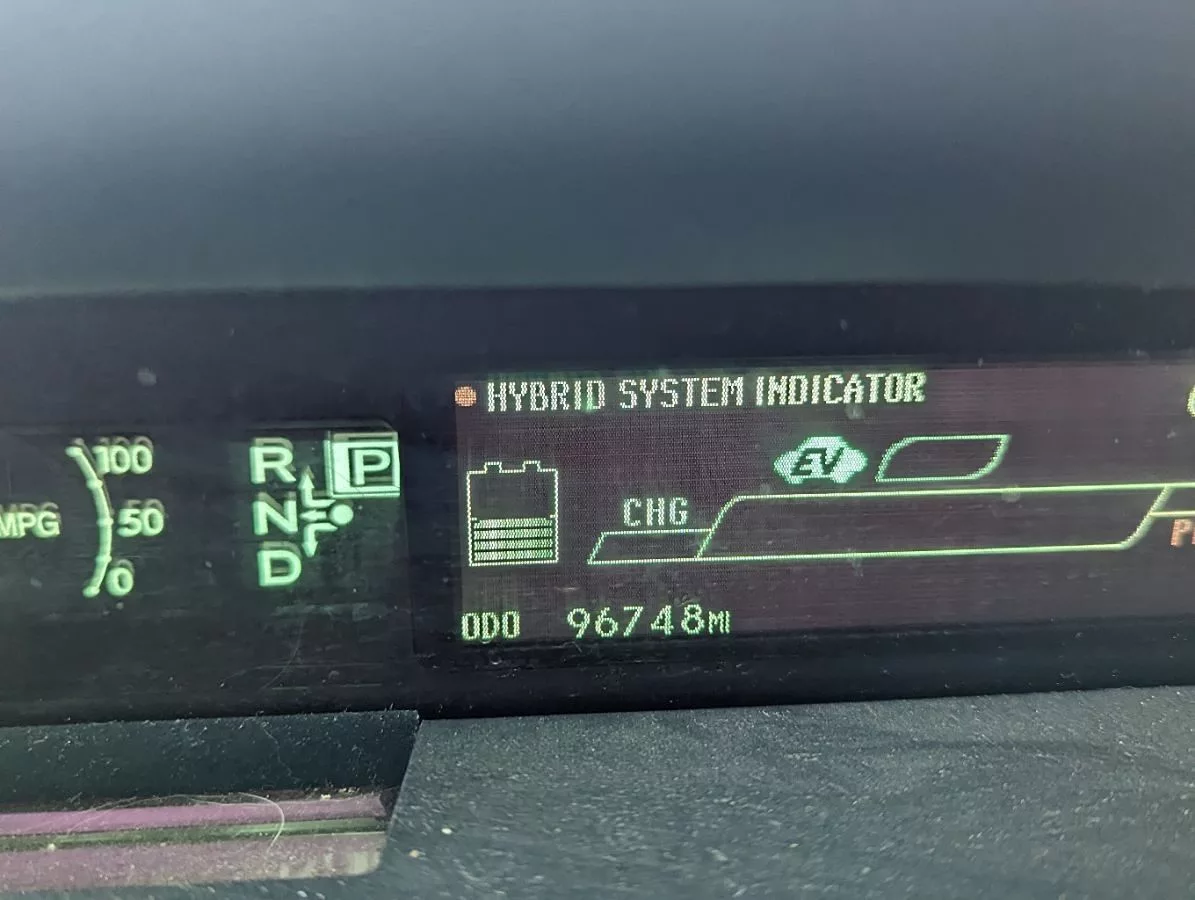 HYBRID SYSTEM INDICATOR
100
R P
EV
MPG 50
N
CHG
D
0
ODO 96748MI